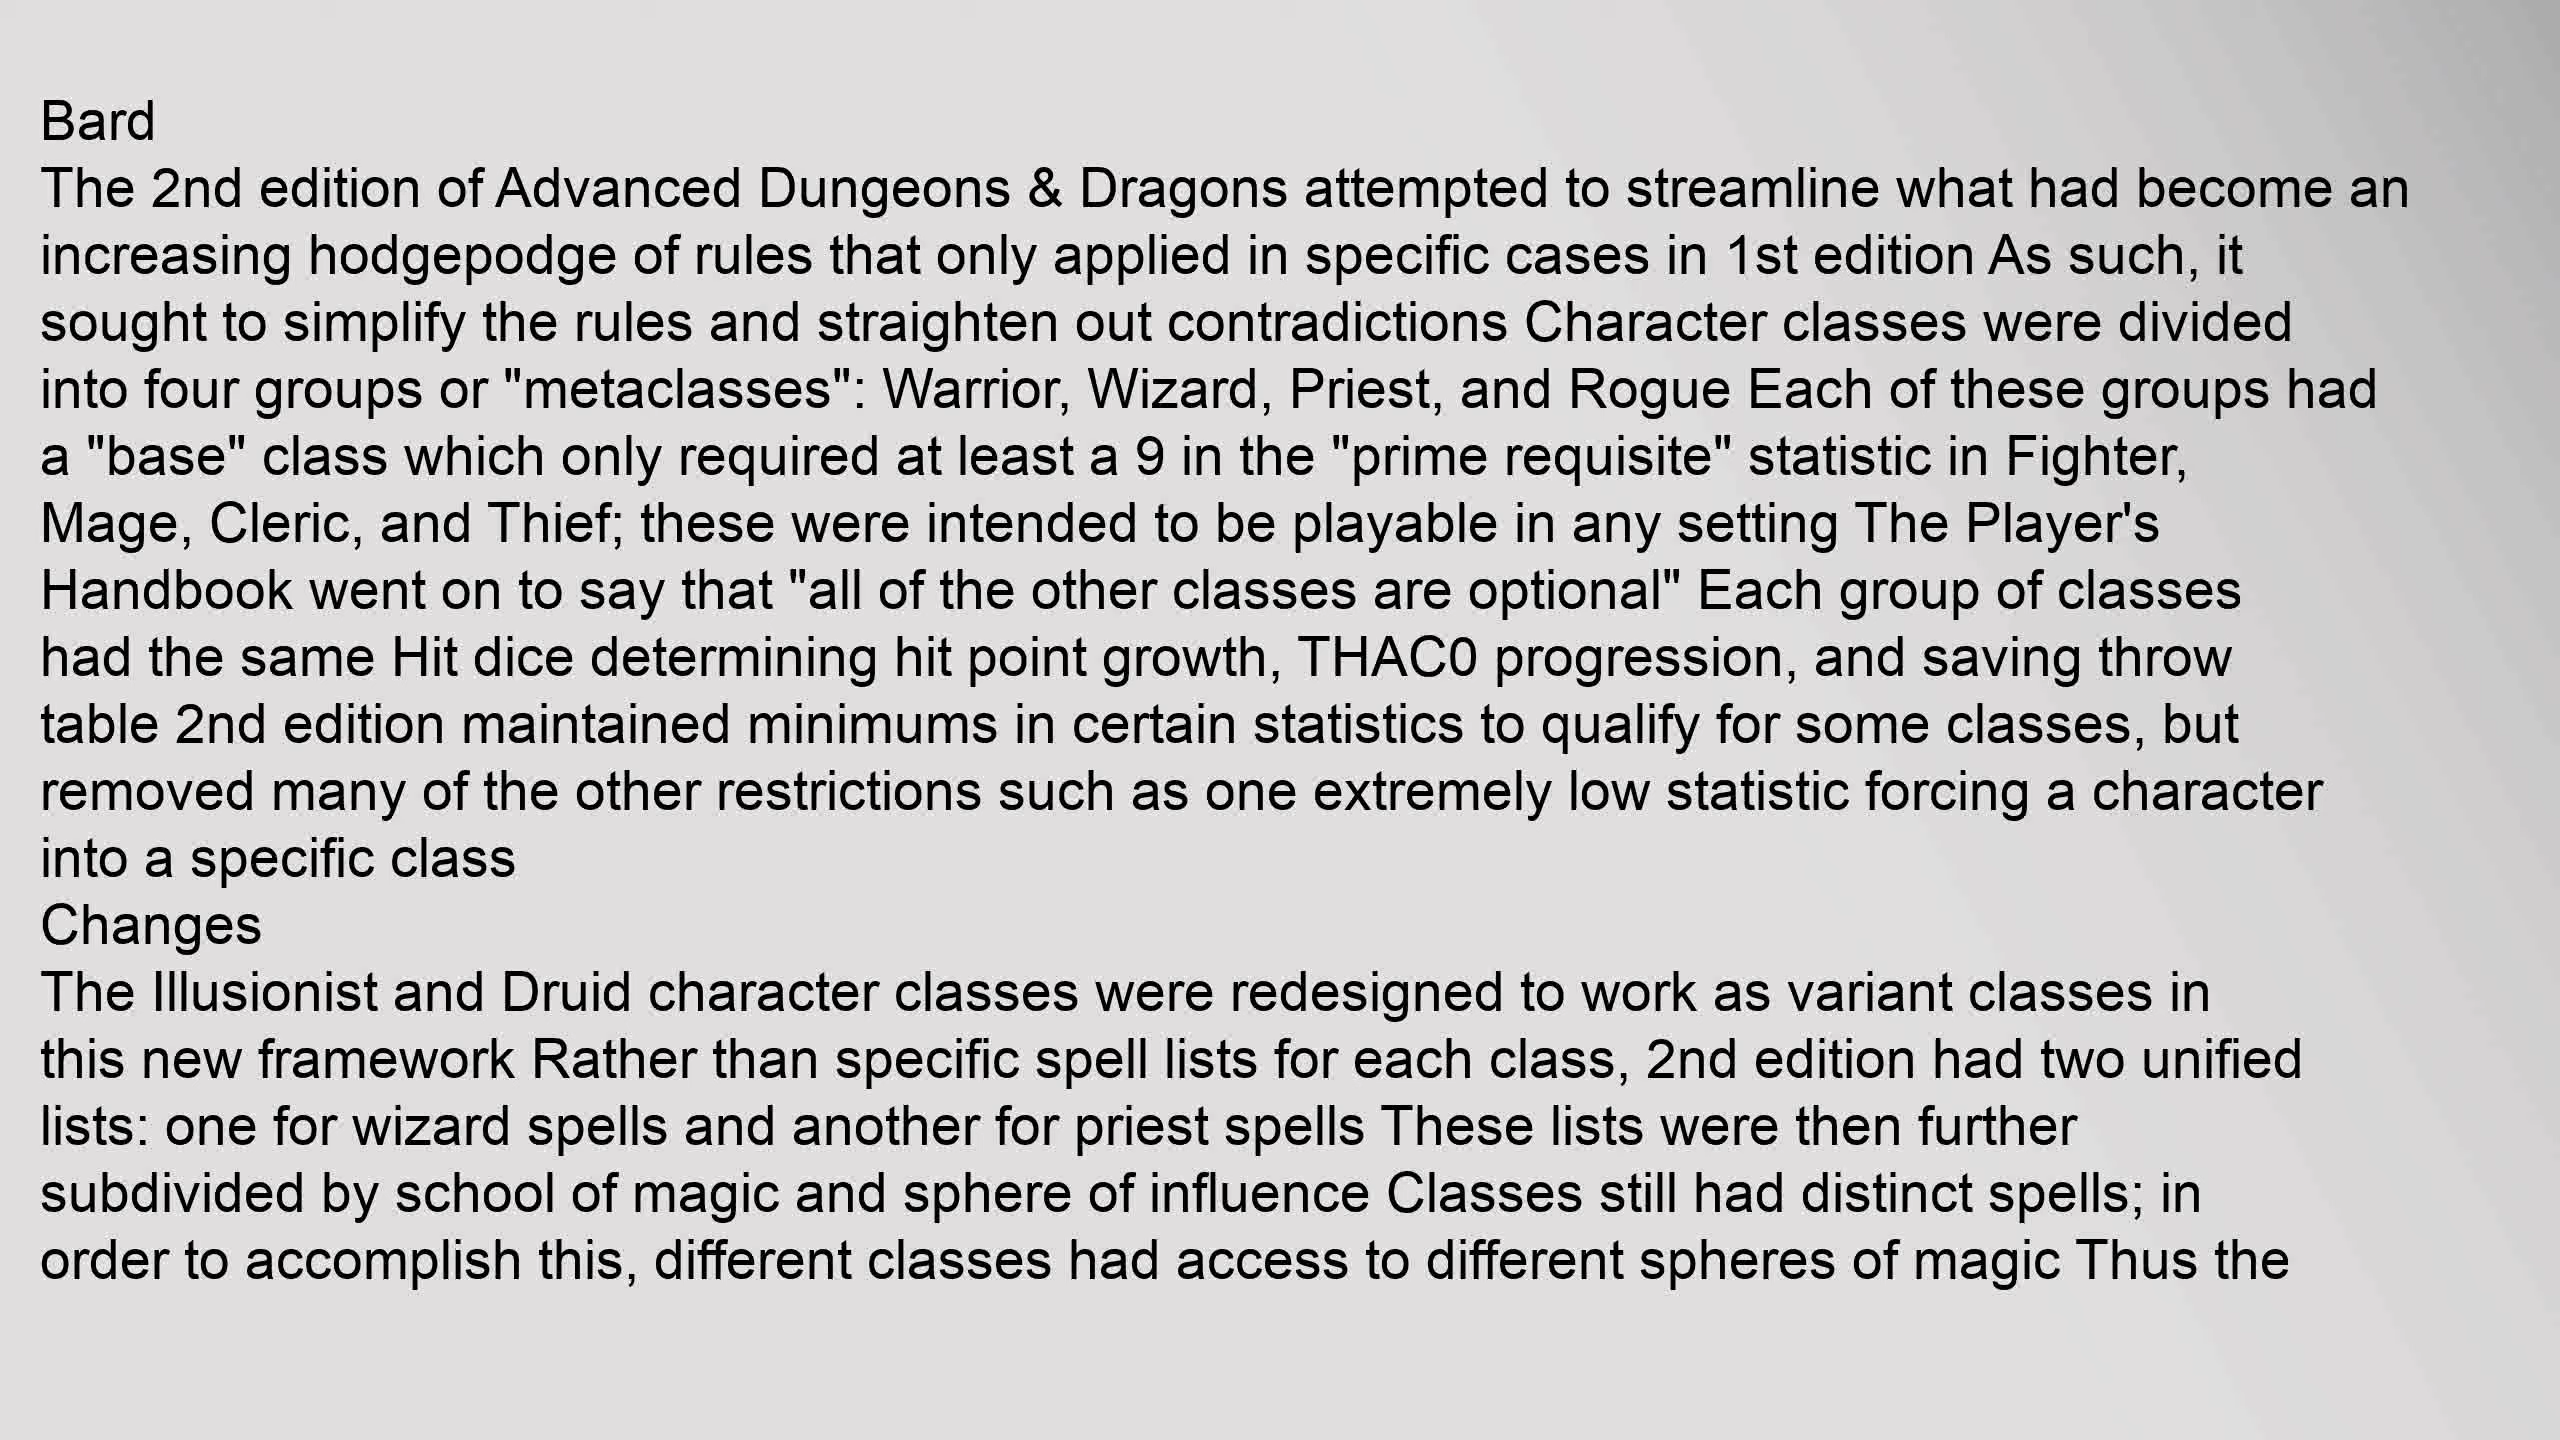 Bard
The 2nd edition of Advanced Dungeons & Dragons attempted to streamline what had become an
increasing hodgepodge of rules that only applied in specific cases in 1st edition As such, it
sought to simplify the rules and straighten out contradictions Character classes were divided
into four groups or "metaclasses": Warrior, Wizard, Priest, and Rogue Each of these groups had
a "base" class which only required at least a 9 in the "prime requisite" statistic in Fighter,
Mage, Cleric, and Thief; these were intended to be playable in any setting The Player's
Handbook went on to say that "all of the other classes are optional" Each group of classes
had the same Hit dice determining hit point growth, THAC0 progression, and saving throw
table 2nd edition maintained minimums in certain statistics to qualify for some classes, but
removed many of the other restrictions such as one extremely low statistic forcing a character
into a specific class
Changes
The Illusionist and Druid character classes were redesigned to work as variant classes in
this new framework Rather than specific spell lists for each class, 2nd edition had two unified
lists: one for wizard spells and another for priest spells These lists were then further
subdivided by school of magic and sphere of influence Classes still had distinct spells; in
order to accomplish this, different classes had access to different spheres of magic Thus the